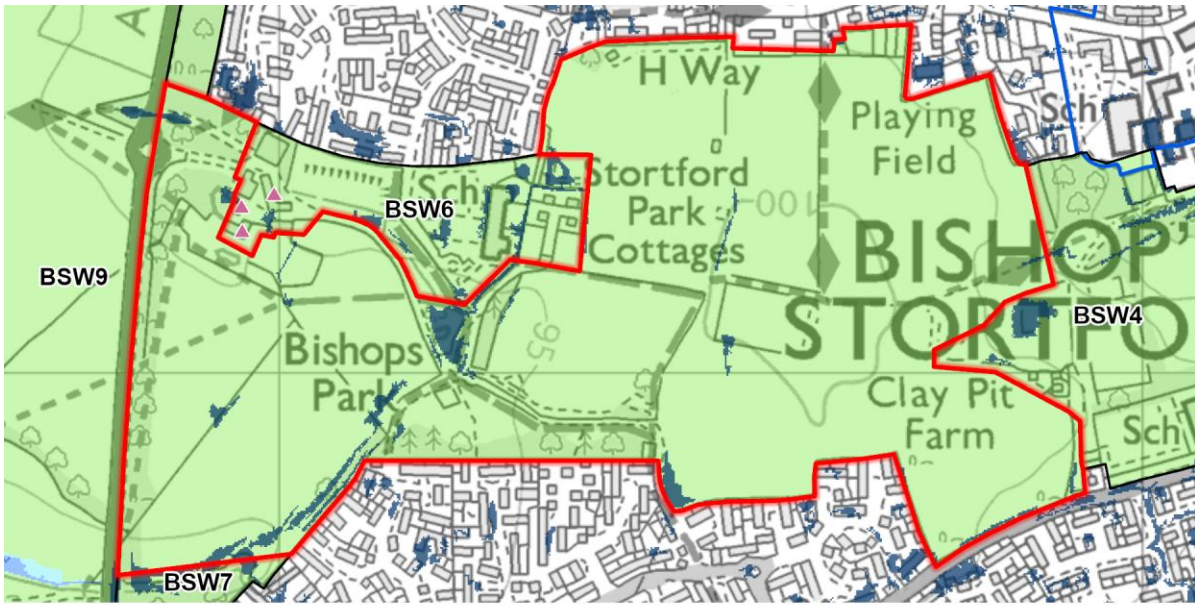 A
H Way
Playing
Field
Sch
Sch
Stortford
Park
Cottages
BSW6
100
BISHOP'
STORTFO
BSW9
BSW4
95
Bishops
Park
Clay Pit
Farm
Sch
BSW7